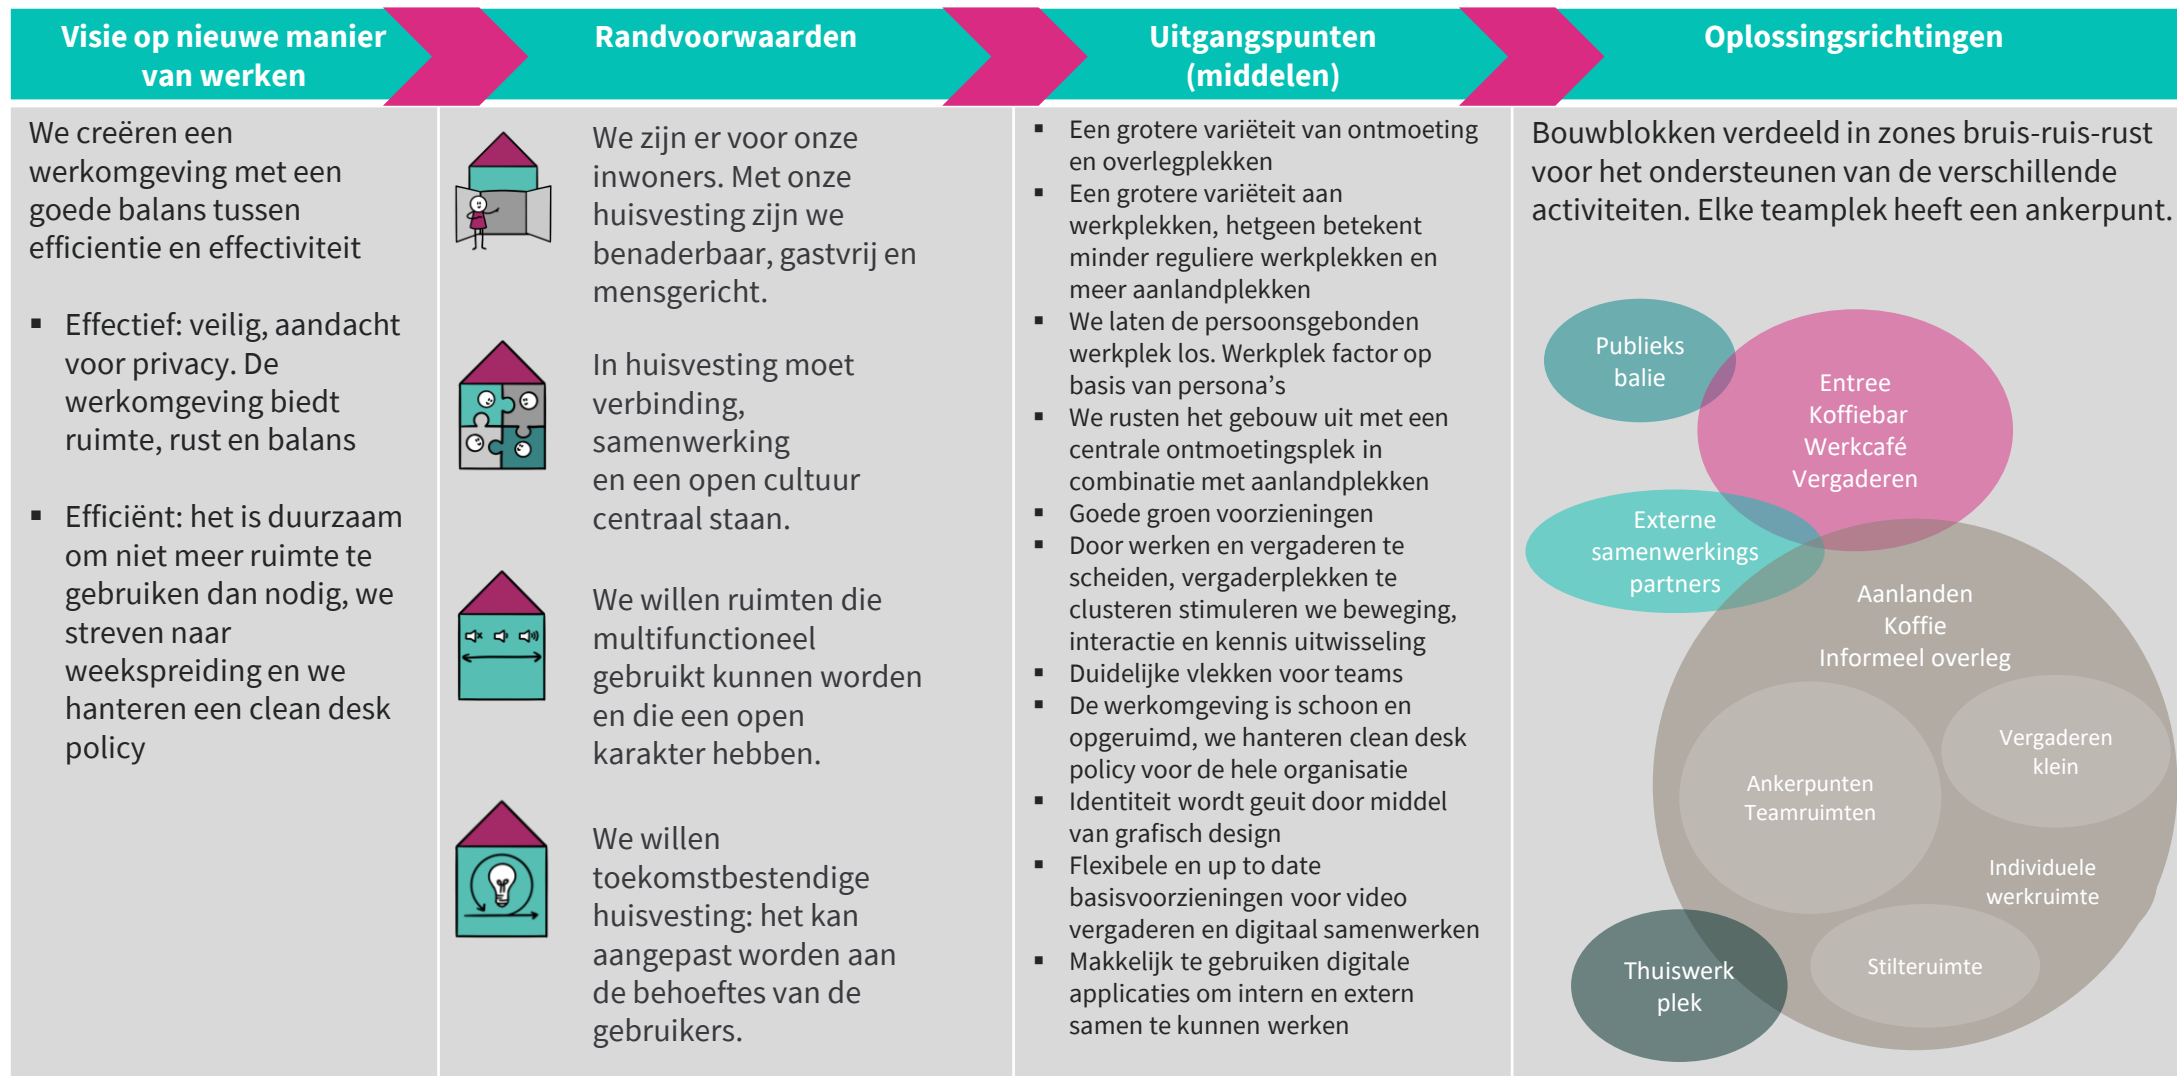 Visie op nieuwe manier
van werken
Randvoorwaarden
Uitgangspunten
(middelen)
Oplossingsrichtingen
We creëren een
werkomgeving met een
goede balans tussen
efficientie en effectiviteit
▪ Effectief: veilig, aandacht
voor privacy. De
werkomgeving biedt
ruimte, rust en balans
▪ Efficiënt: het is duurzaam
om niet meer ruimte te
gebruiken dan nodig, we
streven naar
weekspreiding en we
hanteren een clean desk
policy
We zijn er voor onze
inwoners. Met onze
huisvesting zijn we
benaderbaar, gastvrij en
mensgericht.
In huisvesting moet
verbinding,
samenwerking
en een open cultuur
centraal staan.
We willen ruimten die
multifunctioneel
gebruikt kunnen worden
en die een open
karakter hebben.
We willen
toekomstbestendige
huisvesting: het kan
aangepast worden aan
de behoeftes van de
gebruikers.
▪ Een grotere variëteit van ontmoeting
en overlegplekken
▪ Een grotere variëteit aan
werkplekken, hetgeen betekent
minder reguliere werkplekken en
meer aanlandplekken
▪ We laten de persoonsgebonden
werkplek los. Werkplek factor op
basis van persona’s
▪ We rusten het gebouw uit met een
centrale ontmoetingsplek in
combinatie met aanlandplekken
▪ Goede groen voorzieningen
▪ Door werken en vergaderen te
scheiden, vergaderplekken te
clusteren stimuleren we beweging,
interactie en kennis uitwisseling
▪ Duidelijke vlekken voor teams
▪ De werkomgeving is schoon en
opgeruimd, we hanteren clean desk
policy voor de hele organisatie
▪ Identiteit wordt geuit door middel
van grafisch design
▪ Flexibele en up to date
basisvoorzieningen voor video
vergaderen en digitaal samenwerken
▪ Makkelijk te gebruiken digitale
applicaties om intern en extern
samen te kunnen werken
Bouwblokken verdeeld in zones bruis-ruis-rust
voor het ondersteunen van de verschillende
activiteiten. Elke teamplek heeft een ankerpunt.
Publieks
balie
Entree
Koffiebar
Werkcafé
Vergaderen
Externe
samenwerkings
partners
Aanlanden
Koffie
Informeel overleg
Vergaderen
klein
Ankerpunten
Teamruimten
Individuele
werkruimte
Stilteruimte
Thuiswerk
plek